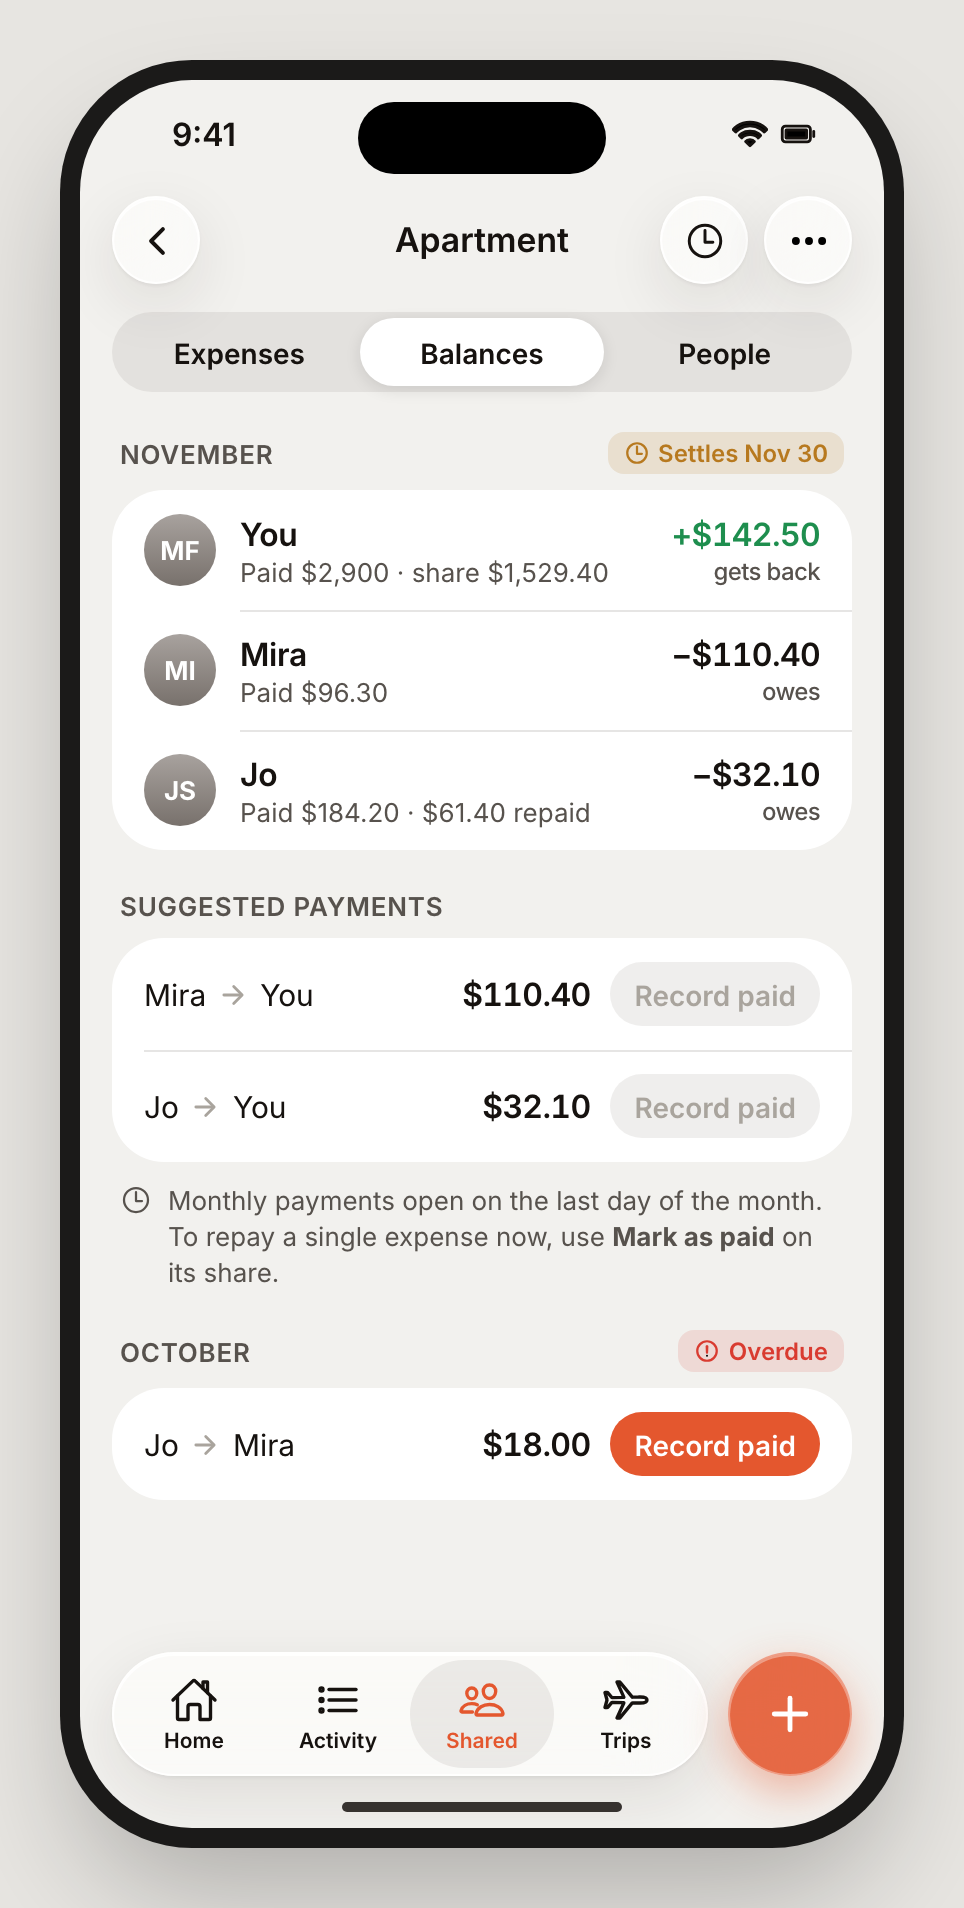 9:41
Apartment
Expenses
Balances
People
NOVEMBER
Settles Nov 30
MF
You
+$142.50
Paid $2,900 · share $1,529.40
gets back
MI
Mira
−$110.40
Paid $96.30
owes
JS
Jo
−$32.10
Paid $184.20 · $61.40 repaid
owes
SUGGESTED PAYMENTS
Mira → You
$110.40
Record paid
Jo → You
$32.10
Record paid
Monthly payments open on the last day of the month.
To repay a single expense now, use Mark as paid on
its share.
OCTOBER
Overdue
Jo → Mira
$18.00
Record paid
Home
Activity
Shared
Trips